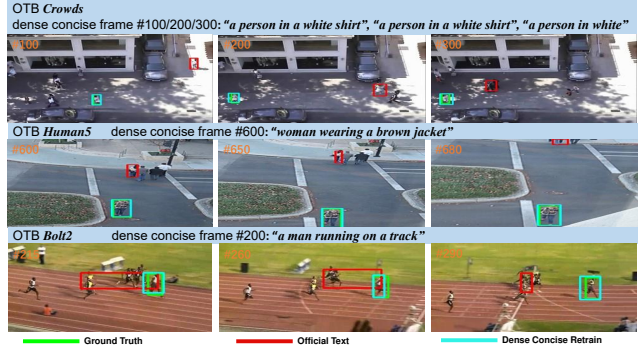 OTB Crowds
dense concise frame #100/200/300: "a person in a white shirt", "a person in a white shirt", "a person in white"
#100 #200 #300
OTB Human5 dense concise frame #600: "woman wearing a brown jacket"
#600 #650 #680
OTB Bolt2 dense concise frame #200: "a man running on a track"
Ground Truth Official Text Dense Concise Retrain